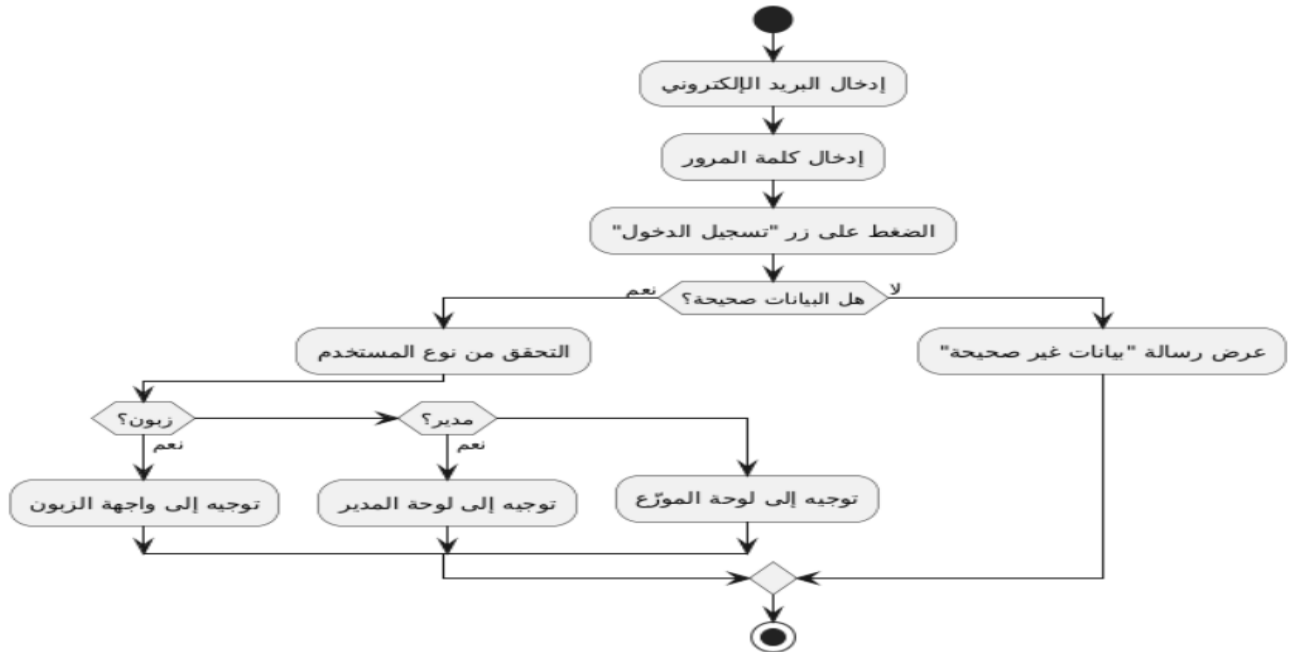 إدخال البريد الإلكتروني
إدخال كلمة المرور
الضغط على زر "تسجيل الدخول"
هل البيانات صحيحة؟
لا
نعم
عرض رسالة "بيانات غير صحيحة"
التحقق من نوع المستخدم
زبون؟
نعم
مدير؟
نعم
توجيه إلى واجهة الزبون
توجيه إلى لوحة المدير
توجيه إلى لوحة المورّع